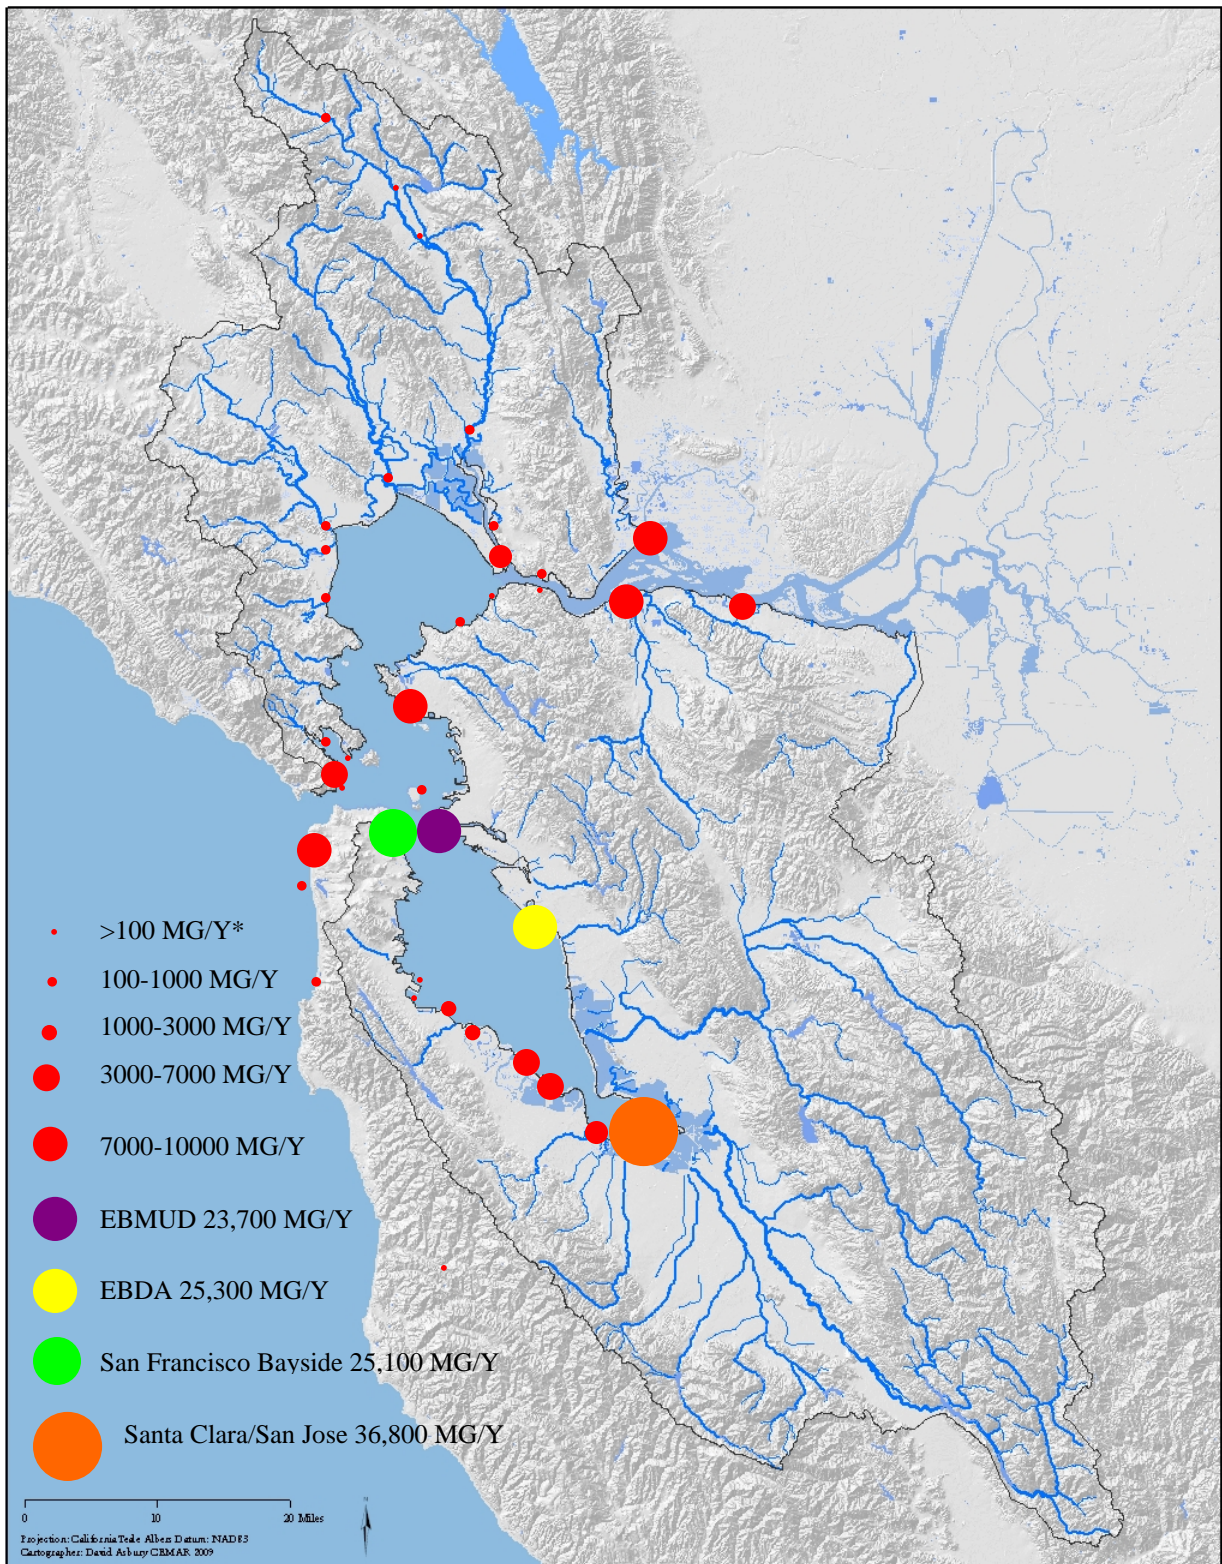 >100 MG/Y*
100-1000 MG/Y
1000-3000 MG/Y
3000-7000 MG/Y
7000-10000 MG/Y
EBMUD 23,700 MG/Y
EBDA 25,300 MG/Y
San Francisco Bayside 25,100 MG/Y
Santa Clara/San Jose 36,800 MG/Y
0 10 20 Miles
N
Projection: California Teale Albers Datum: NAD83
Cartographer: David Asbury CEMAR 2009